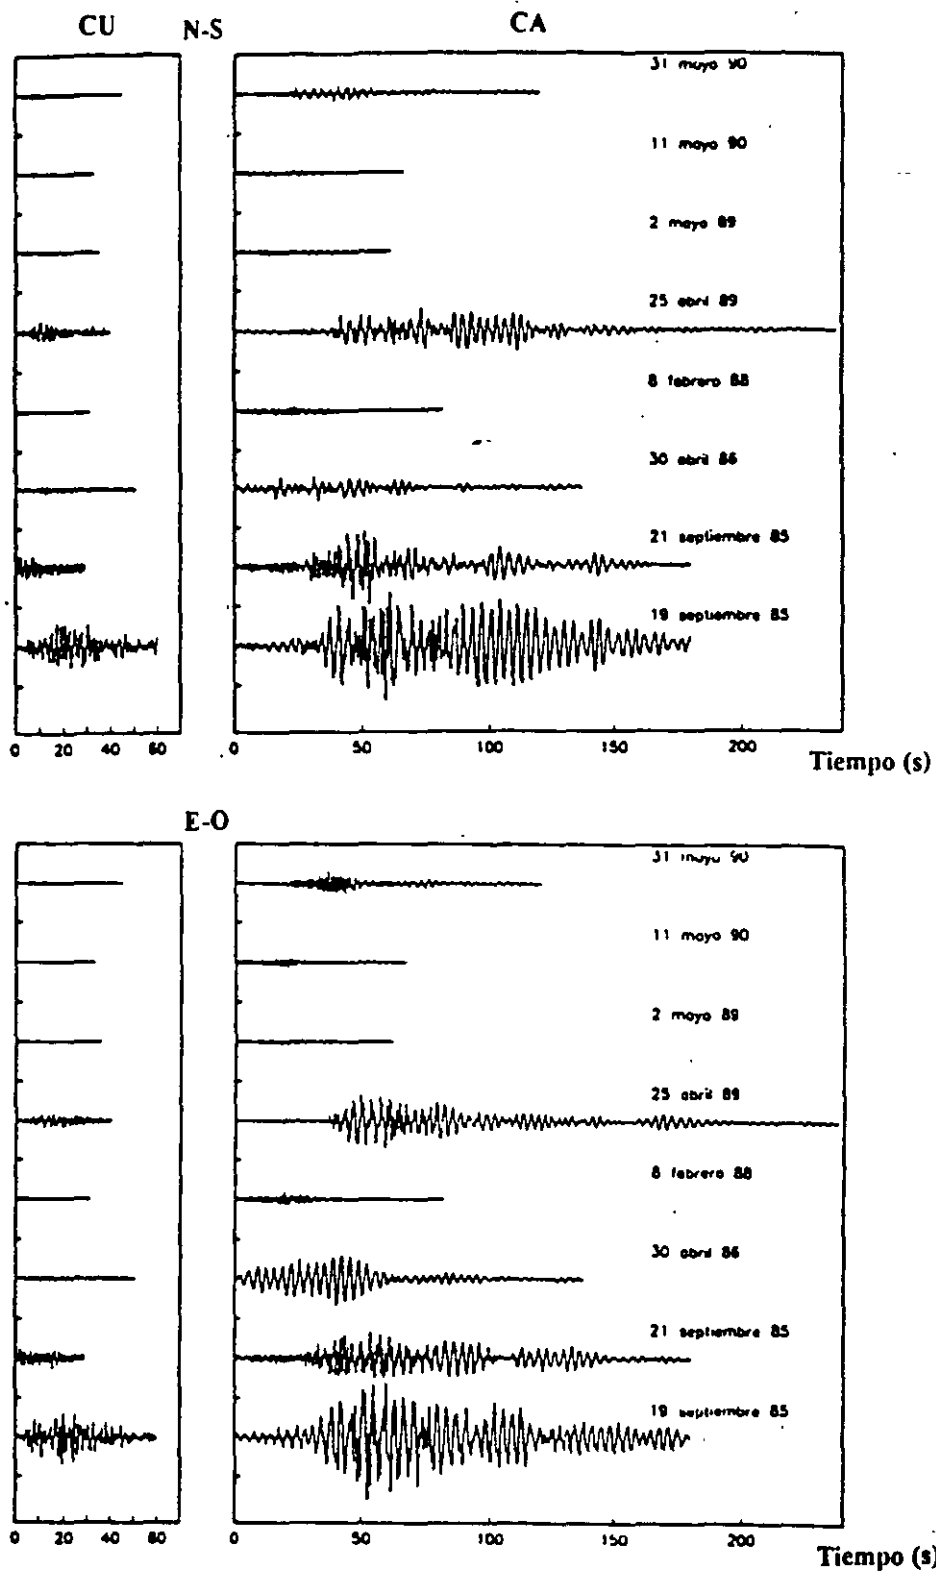 CU N-S CA
31 mayo 90
11 mayo 90
2 mayo 89
25 abril 89
8 febrero 88
30 abril 86
21 septiembre 85
19 septiembre 85
0 20 40 60 0 50 100 150 200
Tiempo (s)
E-O
31 mayo 90
11 mayo 90
2 mayo 89
25 abril 89
8 febrero 88
30 abril 86
21 septiembre 85
19 septiembre 85
0 20 40 60 0 50 100 150 200
Tiempo (s)